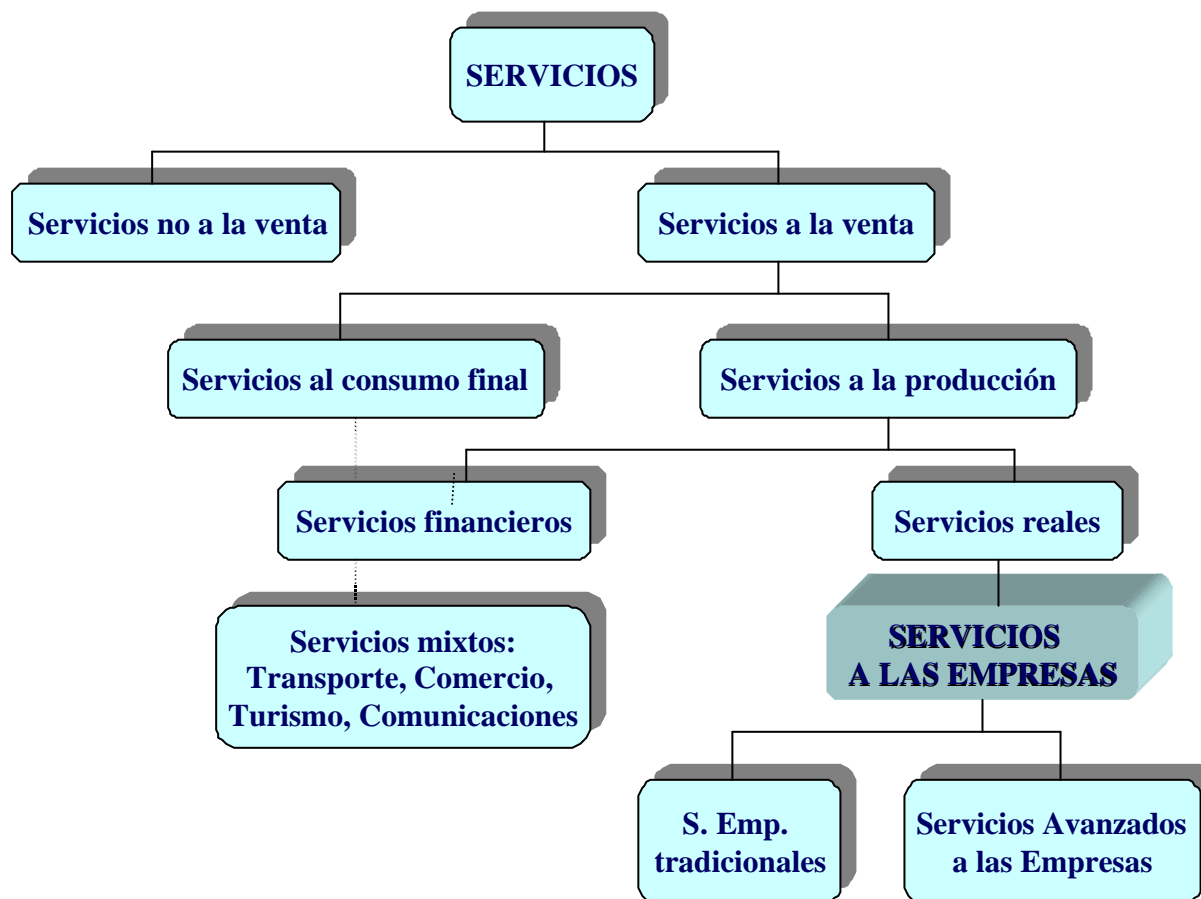 SERVICIOS
Servicios no a la venta
Servicios a la venta
Servicios al consumo final
Servicios a la producción
Servicios financieros
Servicios reales
Servicios mixtos:
Transporte, Comercio,
Turismo, Comunicaciones
SERVICIOS
A LAS EMPRESAS
S. Emp.
tradicionales
Servicios Avanzados
a las Empresas